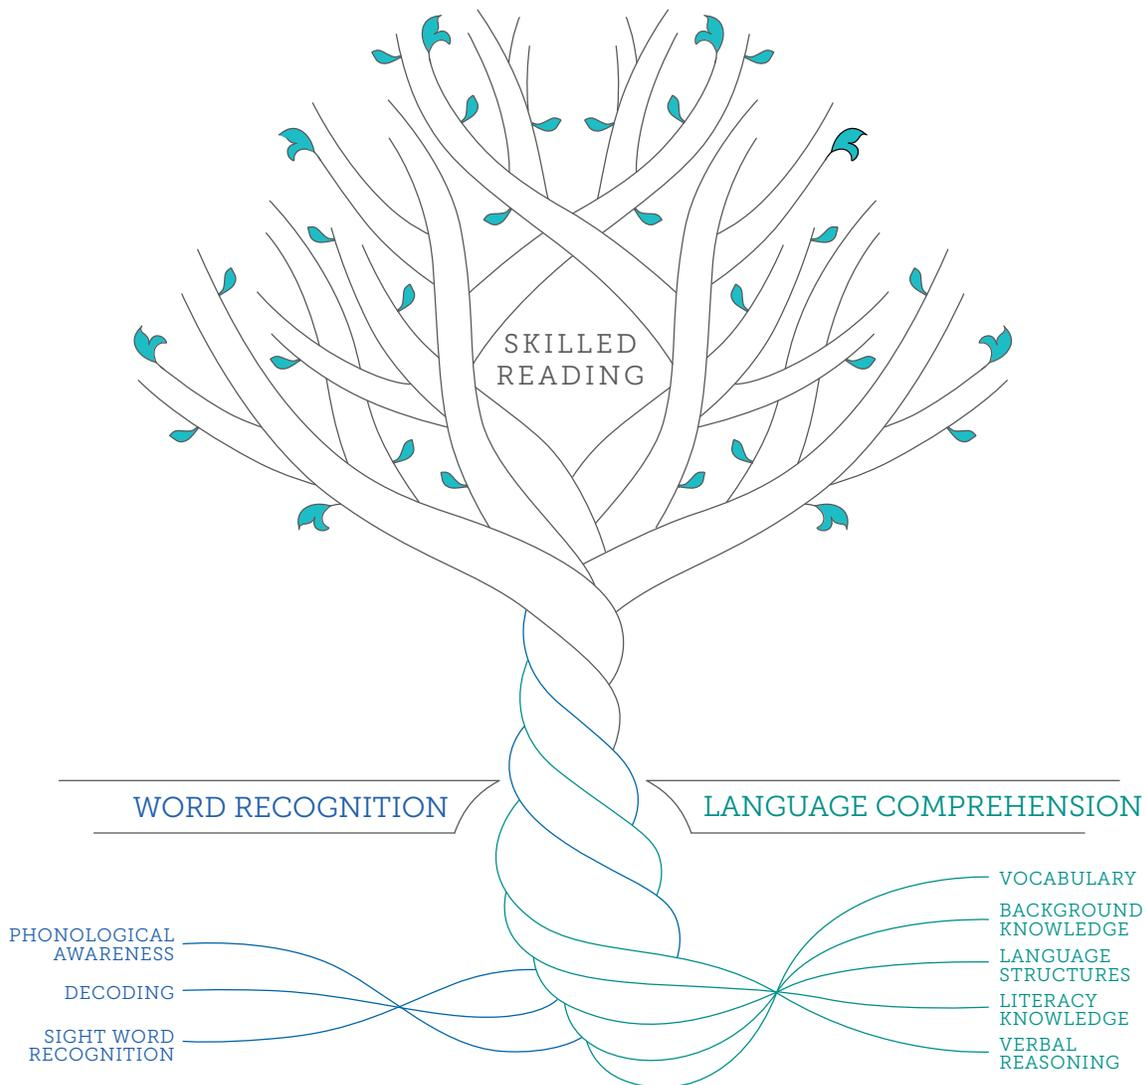 SKILLED
READING
WORD RECOGNITION
LANGUAGE COMPREHENSION
PHONOLOGICAL
AWARENESS
DECODING
SIGHT WORD
RECOGNITION
VOCABULARY
BACKGROUND
KNOWLEDGE
LANGUAGE
STRUCTURES
LITERACY
KNOWLEDGE
VERBAL
REASONING